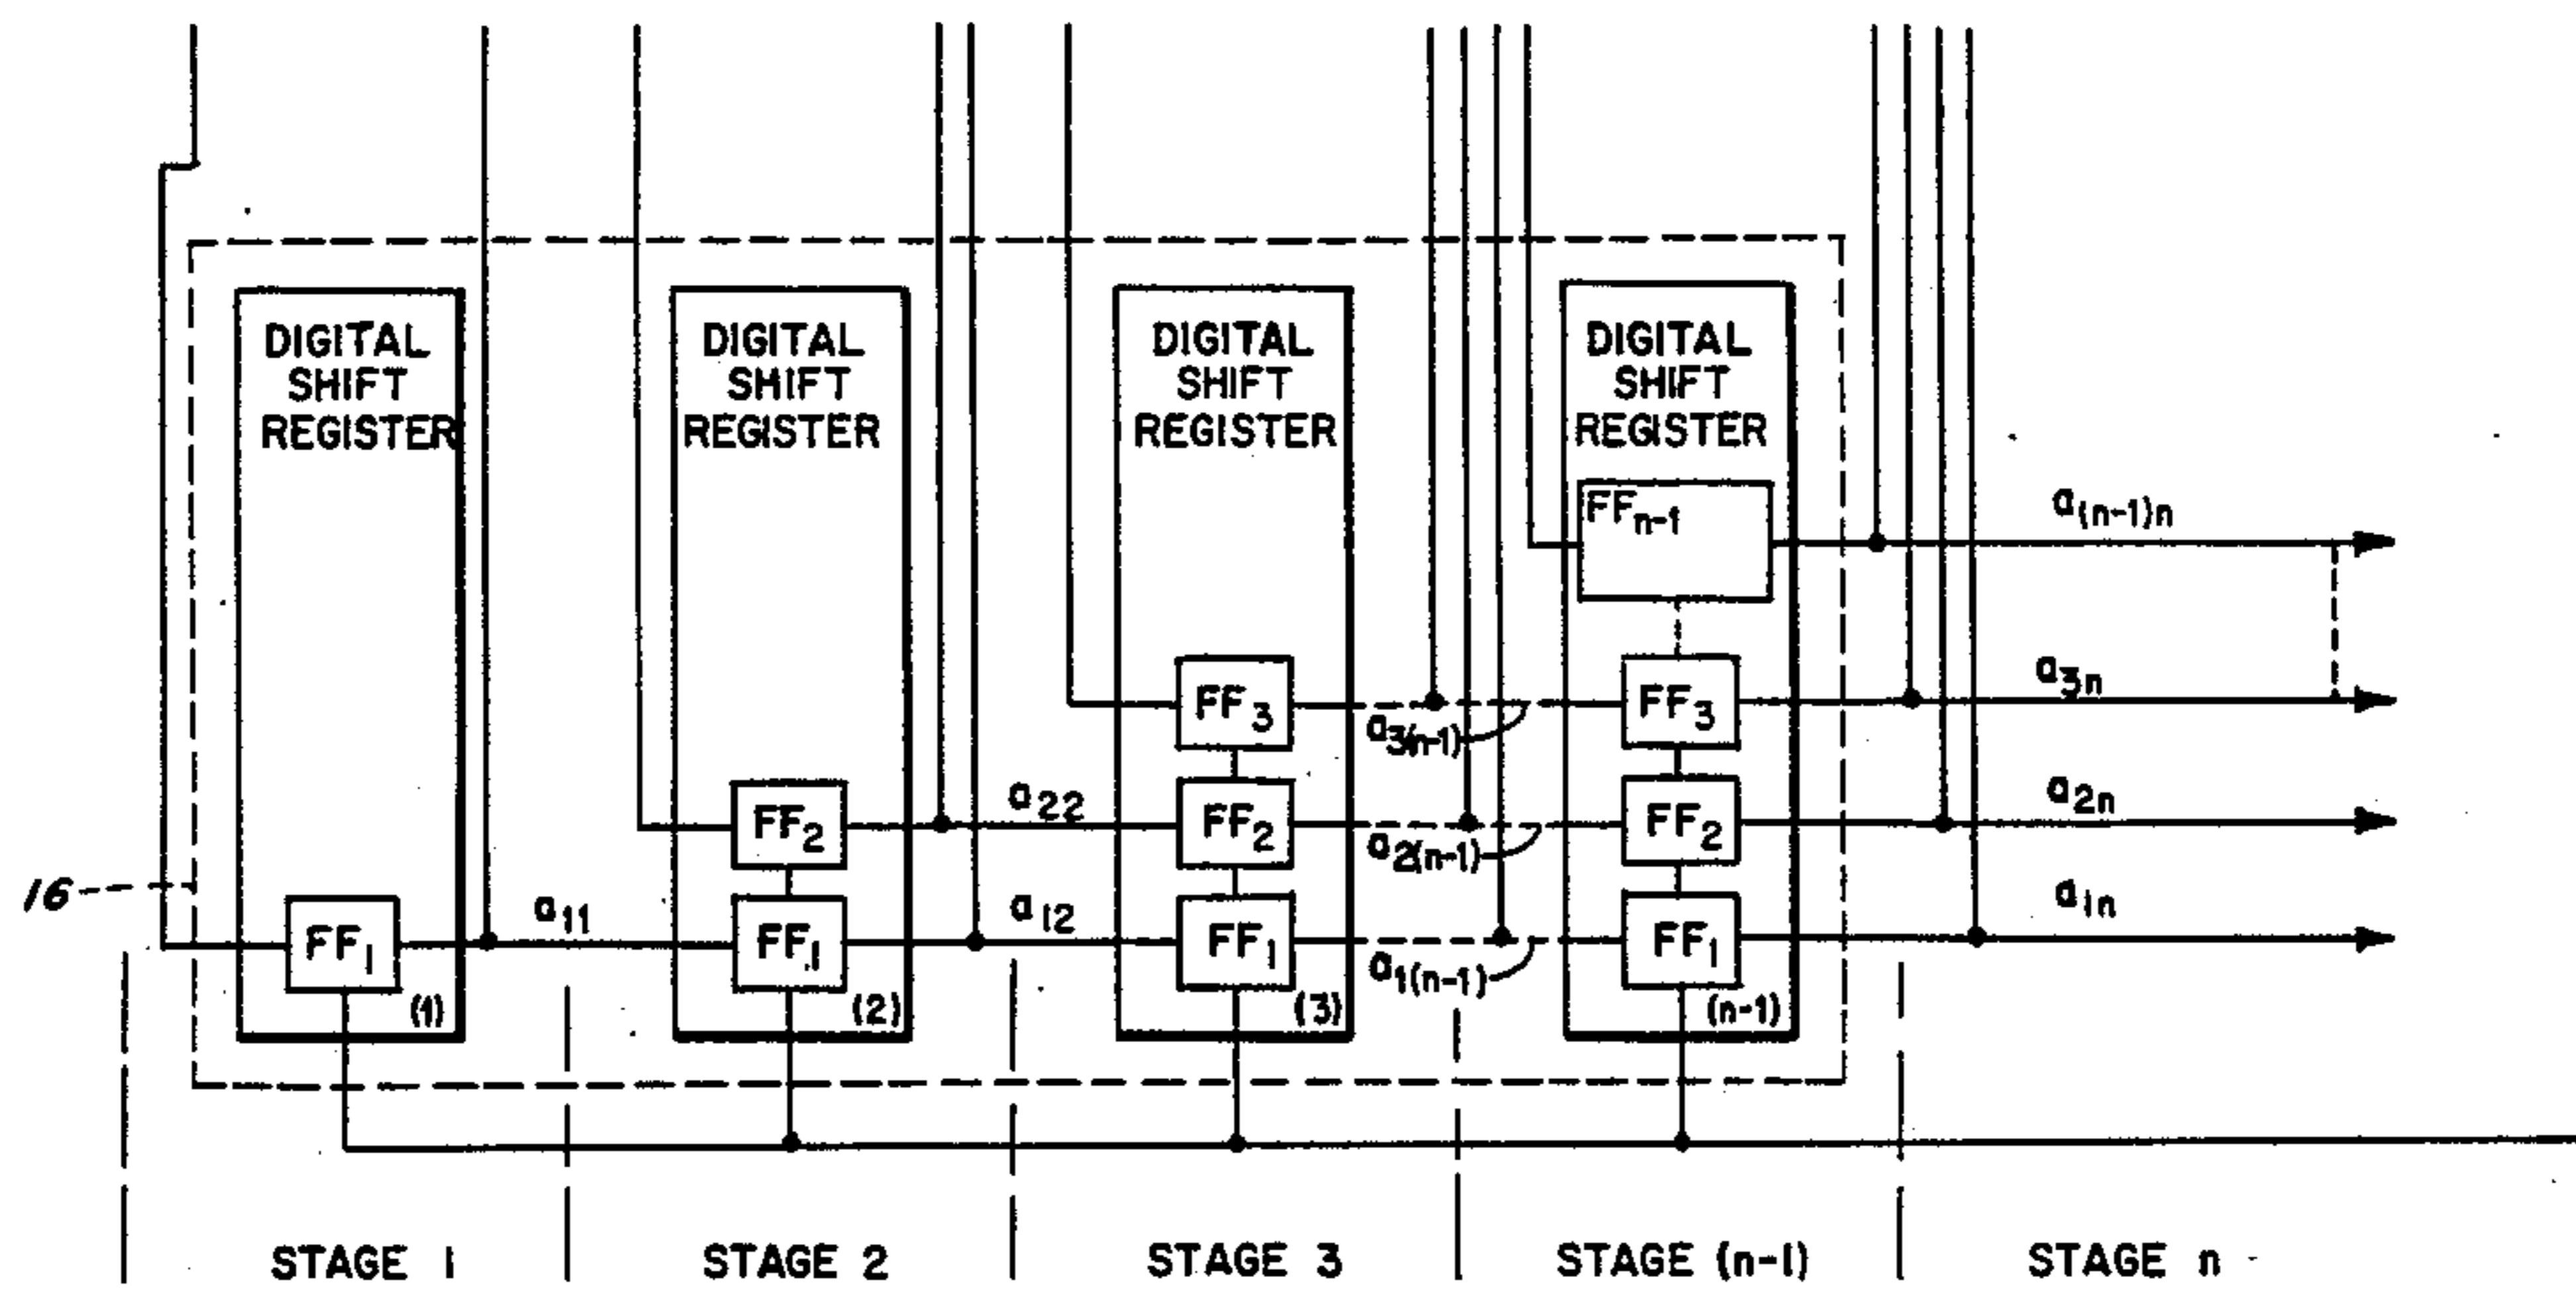 DIGITAL
SHIFT
REGISTER
DIGITAL
SHIFT
REGISTER
DIGITAL
SHIFT
REGISTER
DIGITAL
SHIFT
REGISTER
FFn-1
a(n-1)n
FF3
a3(n-1)
FF3
a3n
FF2
a22
FF2
a2(n-1)
FF2
a2n
16
FF1
a11
FF1
a12
FF1
a1(n-1)
FF1
a1n
(1)
(2)
(3)
(n-1)
STAGE 1
STAGE 2
STAGE 3
STAGE (n-1)
STAGE n